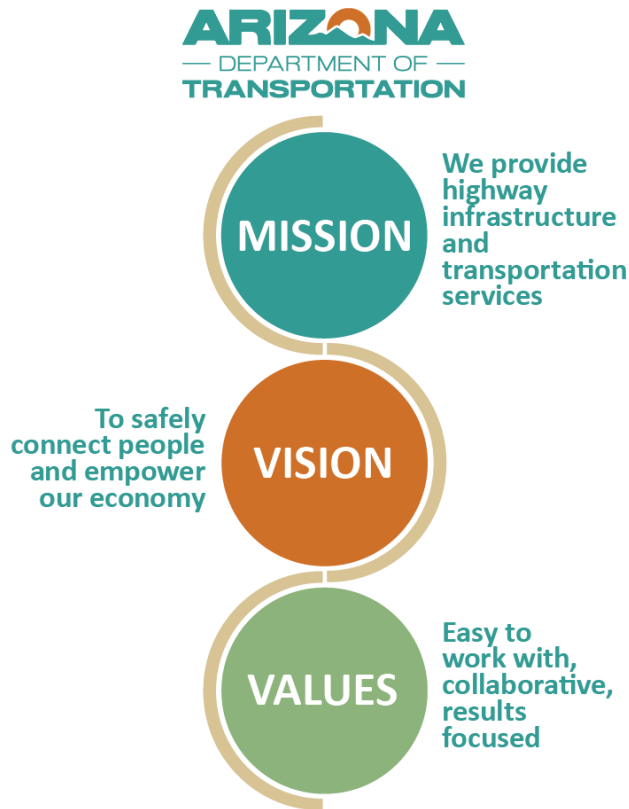 ARIZONA
DEPARTMENT OF
TRANSPORTATION
MISSION
We provide
highway
infrastructure
and
transportation
services
To safely
connect people
and empower
our economy
VISION
VALUES
Easy to
work with,
collaborative,
results
focused